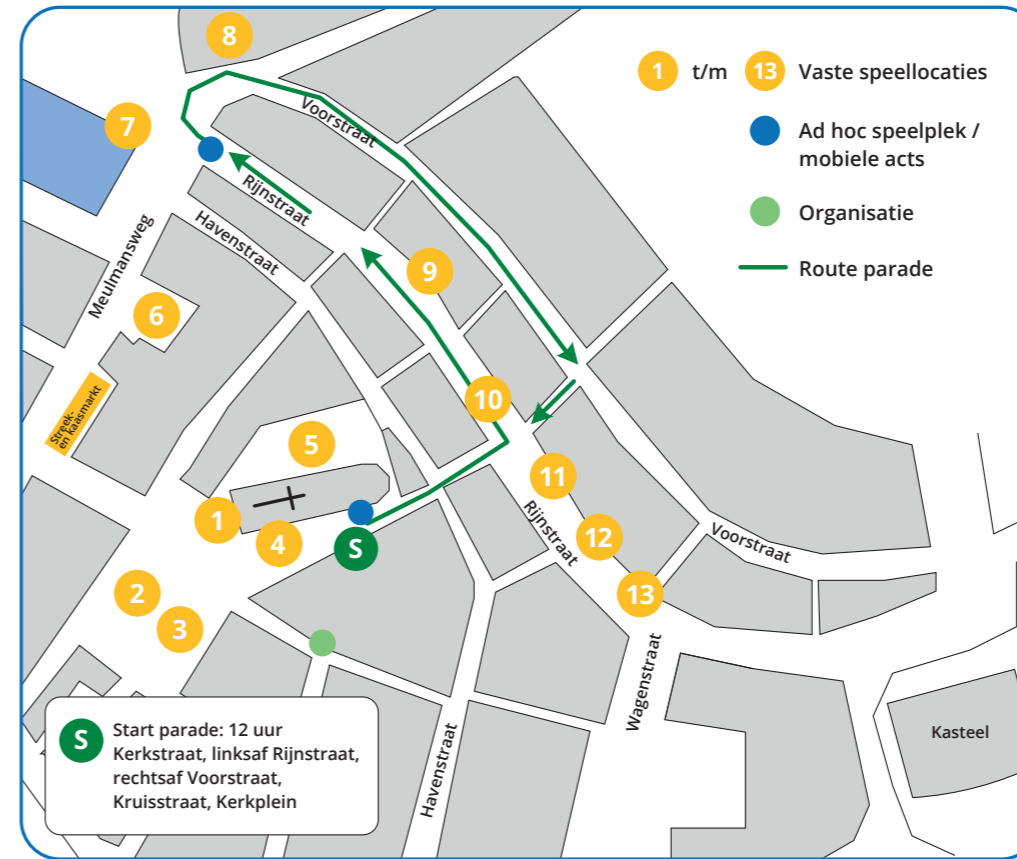 8
1 t/m 13 Vaste speellocaties
7
Voorstraat
Ad hoc speelplek /
mobiele acts
Rijnstraat
Organisatie
Havenstraat
Meulmansweg
9
Route parade
6
Streek-
en kaasmarkt
10
5
11
1
Rijnstraat
4
S
12
Voorstraat
2
13
3
Wagenstraat
Kasteel
Havenstraat
S
Start parade: 12 uur
Kerkstraat, linksaf Rijnstraat,
rechtsaf Voorstraat,
Kruisstraat, Kerkplein